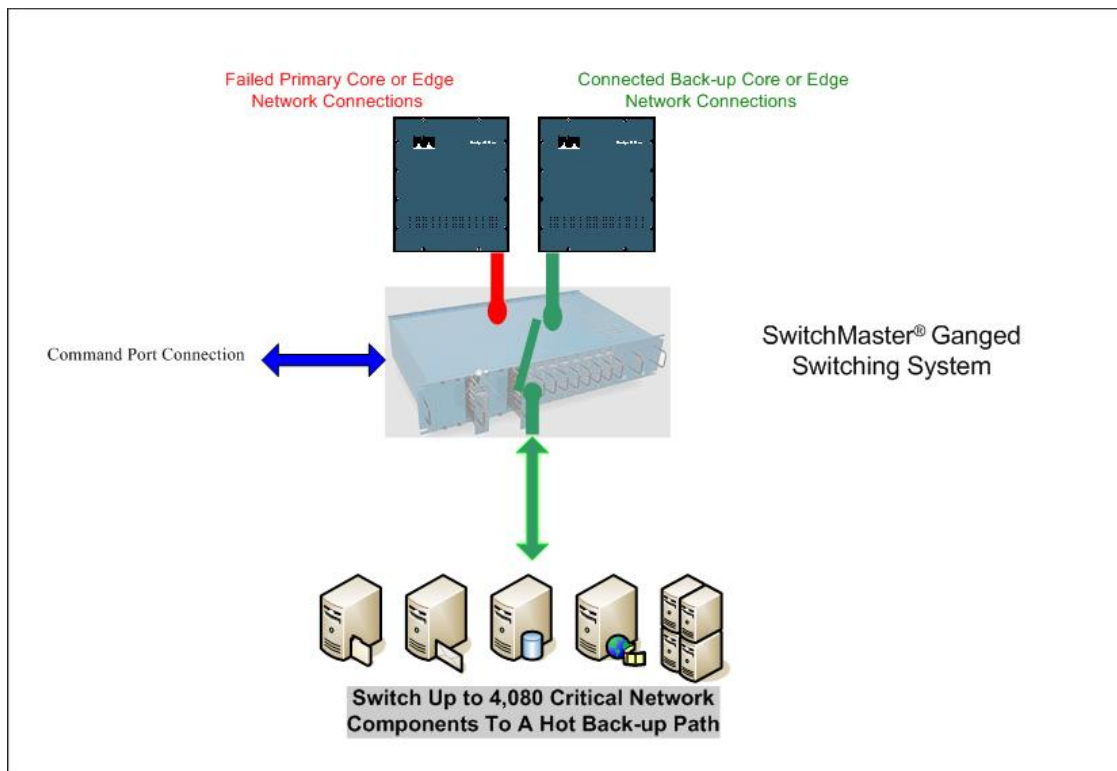 Failed Primary Core or Edge
Network Connections
Connected Back-up Core or Edge
Network Connections
Command Port Connection
SwitchMaster® Ganged
Switching System
Switch Up to 4,080 Critical Network
Components To A Hot Back-up Path